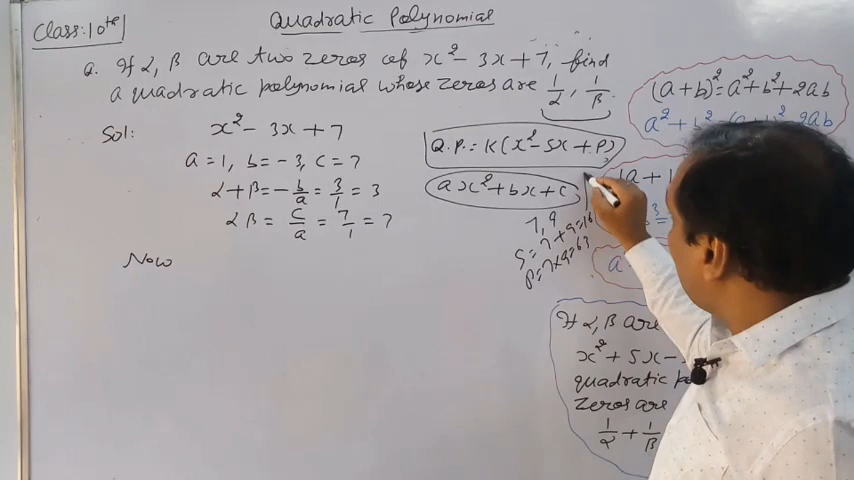 Quadratic Polynomial
Class:10th
Q. If α, β are two zeros of x² - 3x + 7, find
a quadratic polynomial whose zeros are 1/α, 1/β.
Sol: x² - 3x + 7
a = 1, b = -3, c = 7
α + β = -b/a = 3/1 = 3
αβ = c/a = 7/1 = 7
Now
Q.P. = K(x² - Sx + P)
ax² + bx + c
7, 9
S = 7 + 9 = 16
P = 7 × 9 = 63
(a + b)² = a² + b² + 2ab
a² + b²
(a +
3
a
If α, β are
x² + 5x -
quadratic
zeros are
1/α + 1/β